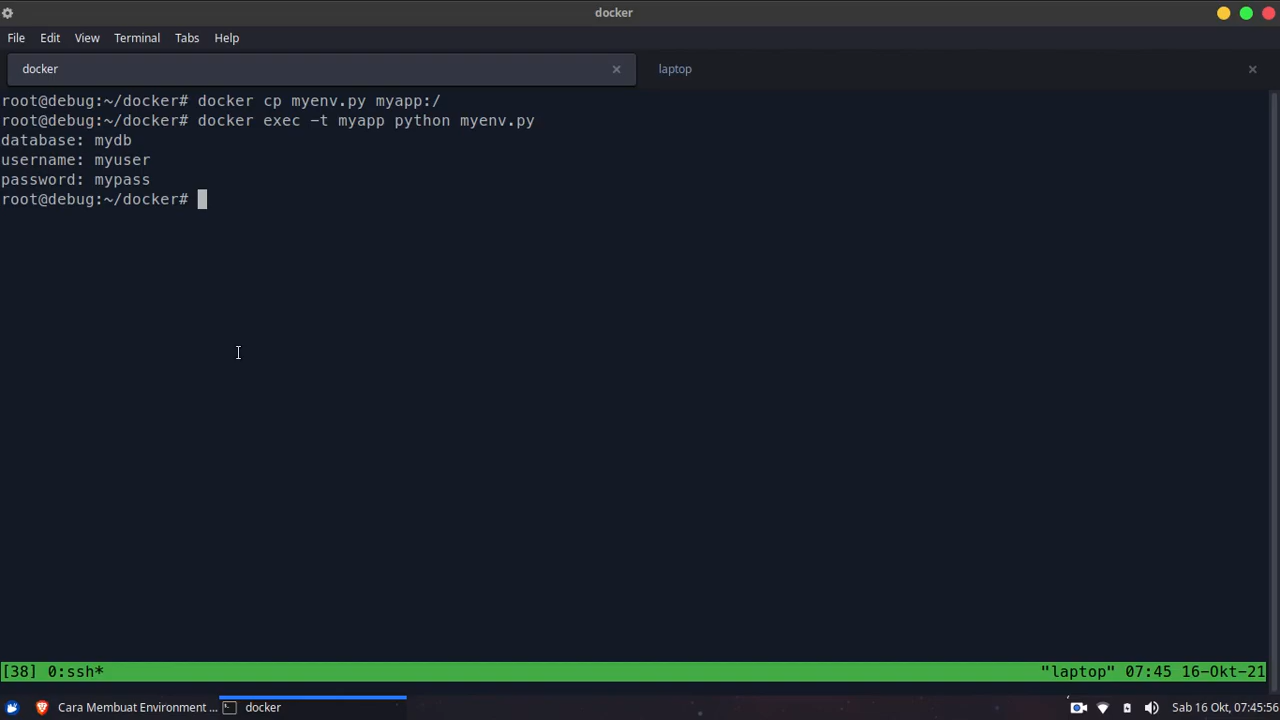 docker
File Edit View Terminal Tabs Help
docker laptop
root@debug:~/docker# docker cp myenv.py myapp:/
root@debug:~/docker# docker exec -t myapp python myenv.py
database: mydb
username: myuser
password: mypass
root@debug:~/docker#
[38] 0:ssh* "laptop" 07:45 16-Okt-21
Cara Membuat Environment ... docker Sab 16 Okt, 07:45:56